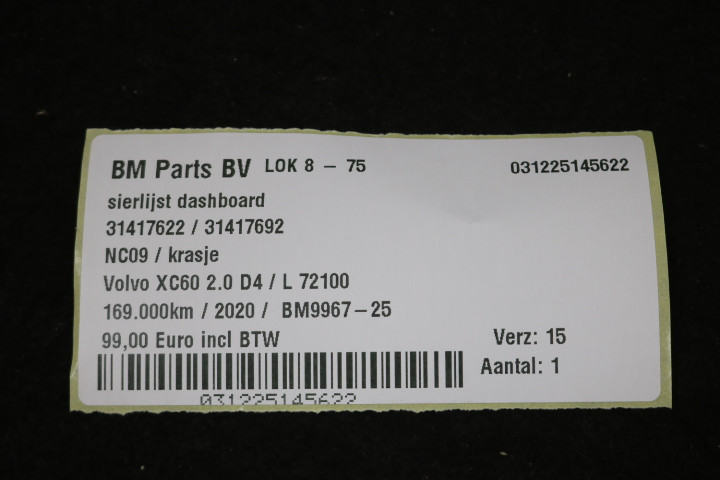 BM Parts BV LOK 8 - 75 031225145622
sierlijst dashboard
31417622 / 31417692
NC09 / krasje
Volvo XC60 2.0 D4 / L 72100
169.000km / 2020 / BM9967-25
99,00 Euro incl BTW Verz: 15
Aantal: 1
031225145622